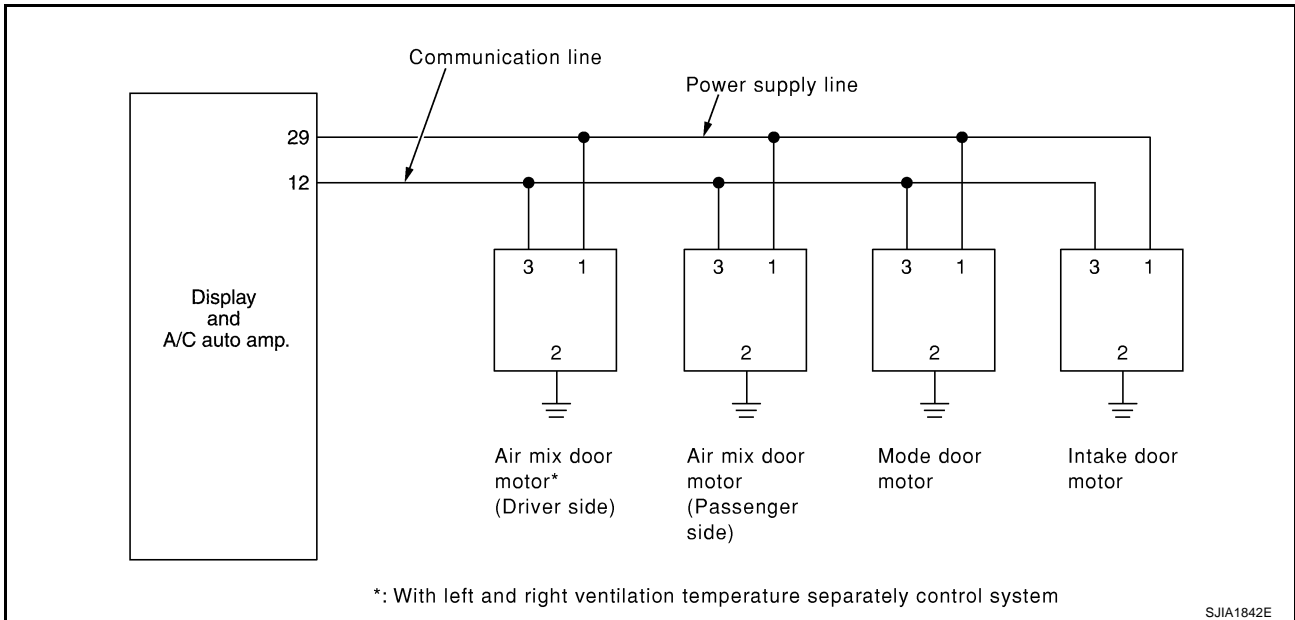 Communication line
Power supply line
29
12
3 1
3 1
3 1
3 1
Display
and
A/C auto amp.
2
2
2
2
Air mix door
motor*
(Driver side)
Air mix door
motor
(Passenger
side)
Mode door
motor
Intake door
motor
*: With left and right ventilation temperature separately control system
SJIA1842E